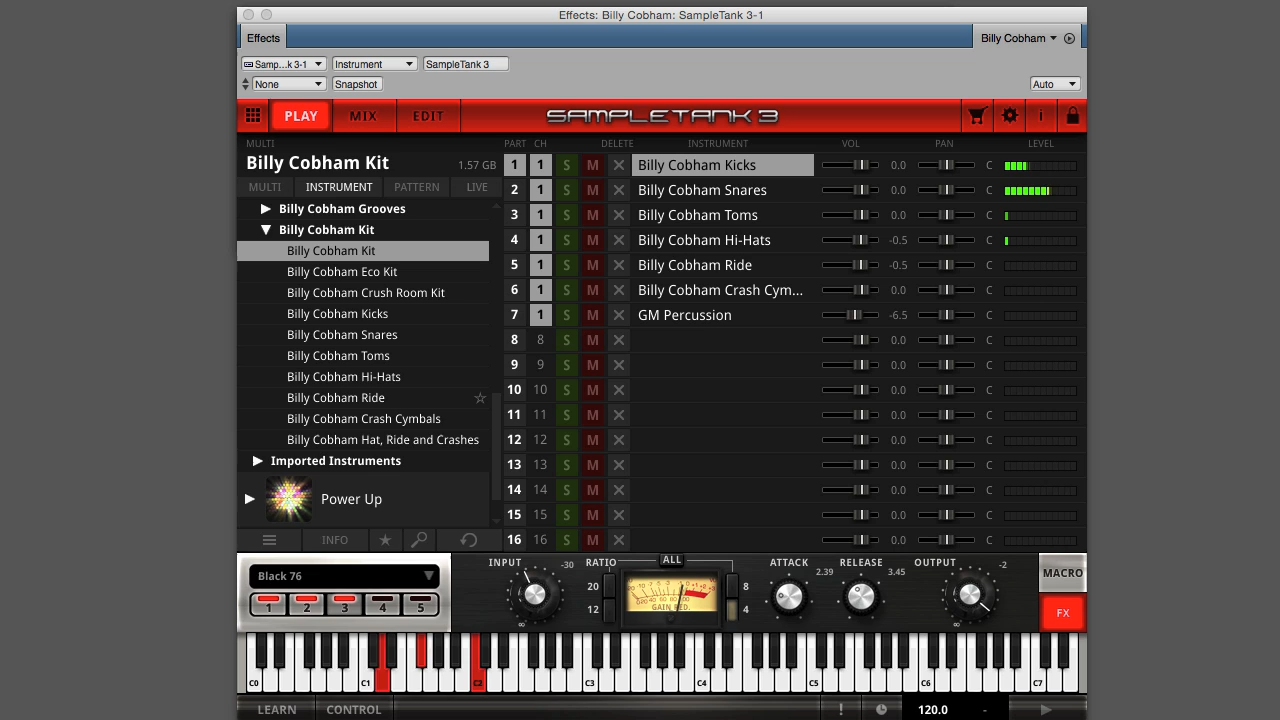 Effects: Billy Cobham: SampleTank 3-1
Effects
Billy Cobham
Samp...k 3-1 Instrument SampleTank 3
None Snapshot Auto
PLAY MIX EDIT SAMPLETANK 3 i
MULTI
Billy Cobham Kit 1.57 GB
MULTI INSTRUMENT PATTERN LIVE
Billy Cobham Grooves
Billy Cobham Kit
Billy Cobham Kit
Billy Cobham Eco Kit
Billy Cobham Crush Room Kit
Billy Cobham Kicks
Billy Cobham Snares
Billy Cobham Toms
Billy Cobham Hi-Hats
Billy Cobham Ride
Billy Cobham Crash Cymbals
Billy Cobham Hat, Ride and Crashes
Imported Instruments
Power Up
INFO
PART CH DELETE INSTRUMENT VOL PAN LEVEL
1 1 S M Billy Cobham Kicks 0.0 C
2 1 S M Billy Cobham Snares 0.0 C
3 1 S M Billy Cobham Toms 0.0 C
4 1 S M Billy Cobham Hi-Hats -0.5 C
5 1 S M Billy Cobham Ride -0.5 C
6 1 S M Billy Cobham Crash Cym... 0.0 C
7 1 S M GM Percussion -6.5 C
8 8 S M 0.0 C
9 9 S M 0.0 C
10 10 S M 0.0 C
11 11 S M 0.0 C
12 12 S M 0.0 C
13 13 S M 0.0 C
14 14 S M 0.0 C
15 15 S M 0.0 C
16 16 S M 0.0 C
Black 76
1 2 3 4 5
INPUT -30 ∞
RATIO ALL
20 8
12 4
GAIN RED.
ATTACK 2.39
RELEASE 3.45
OUTPUT -2 ∞
MACRO
FX
C0 C1 C2 C3 C4 C5 C6 C7
LEARN CONTROL ! 120.0 -